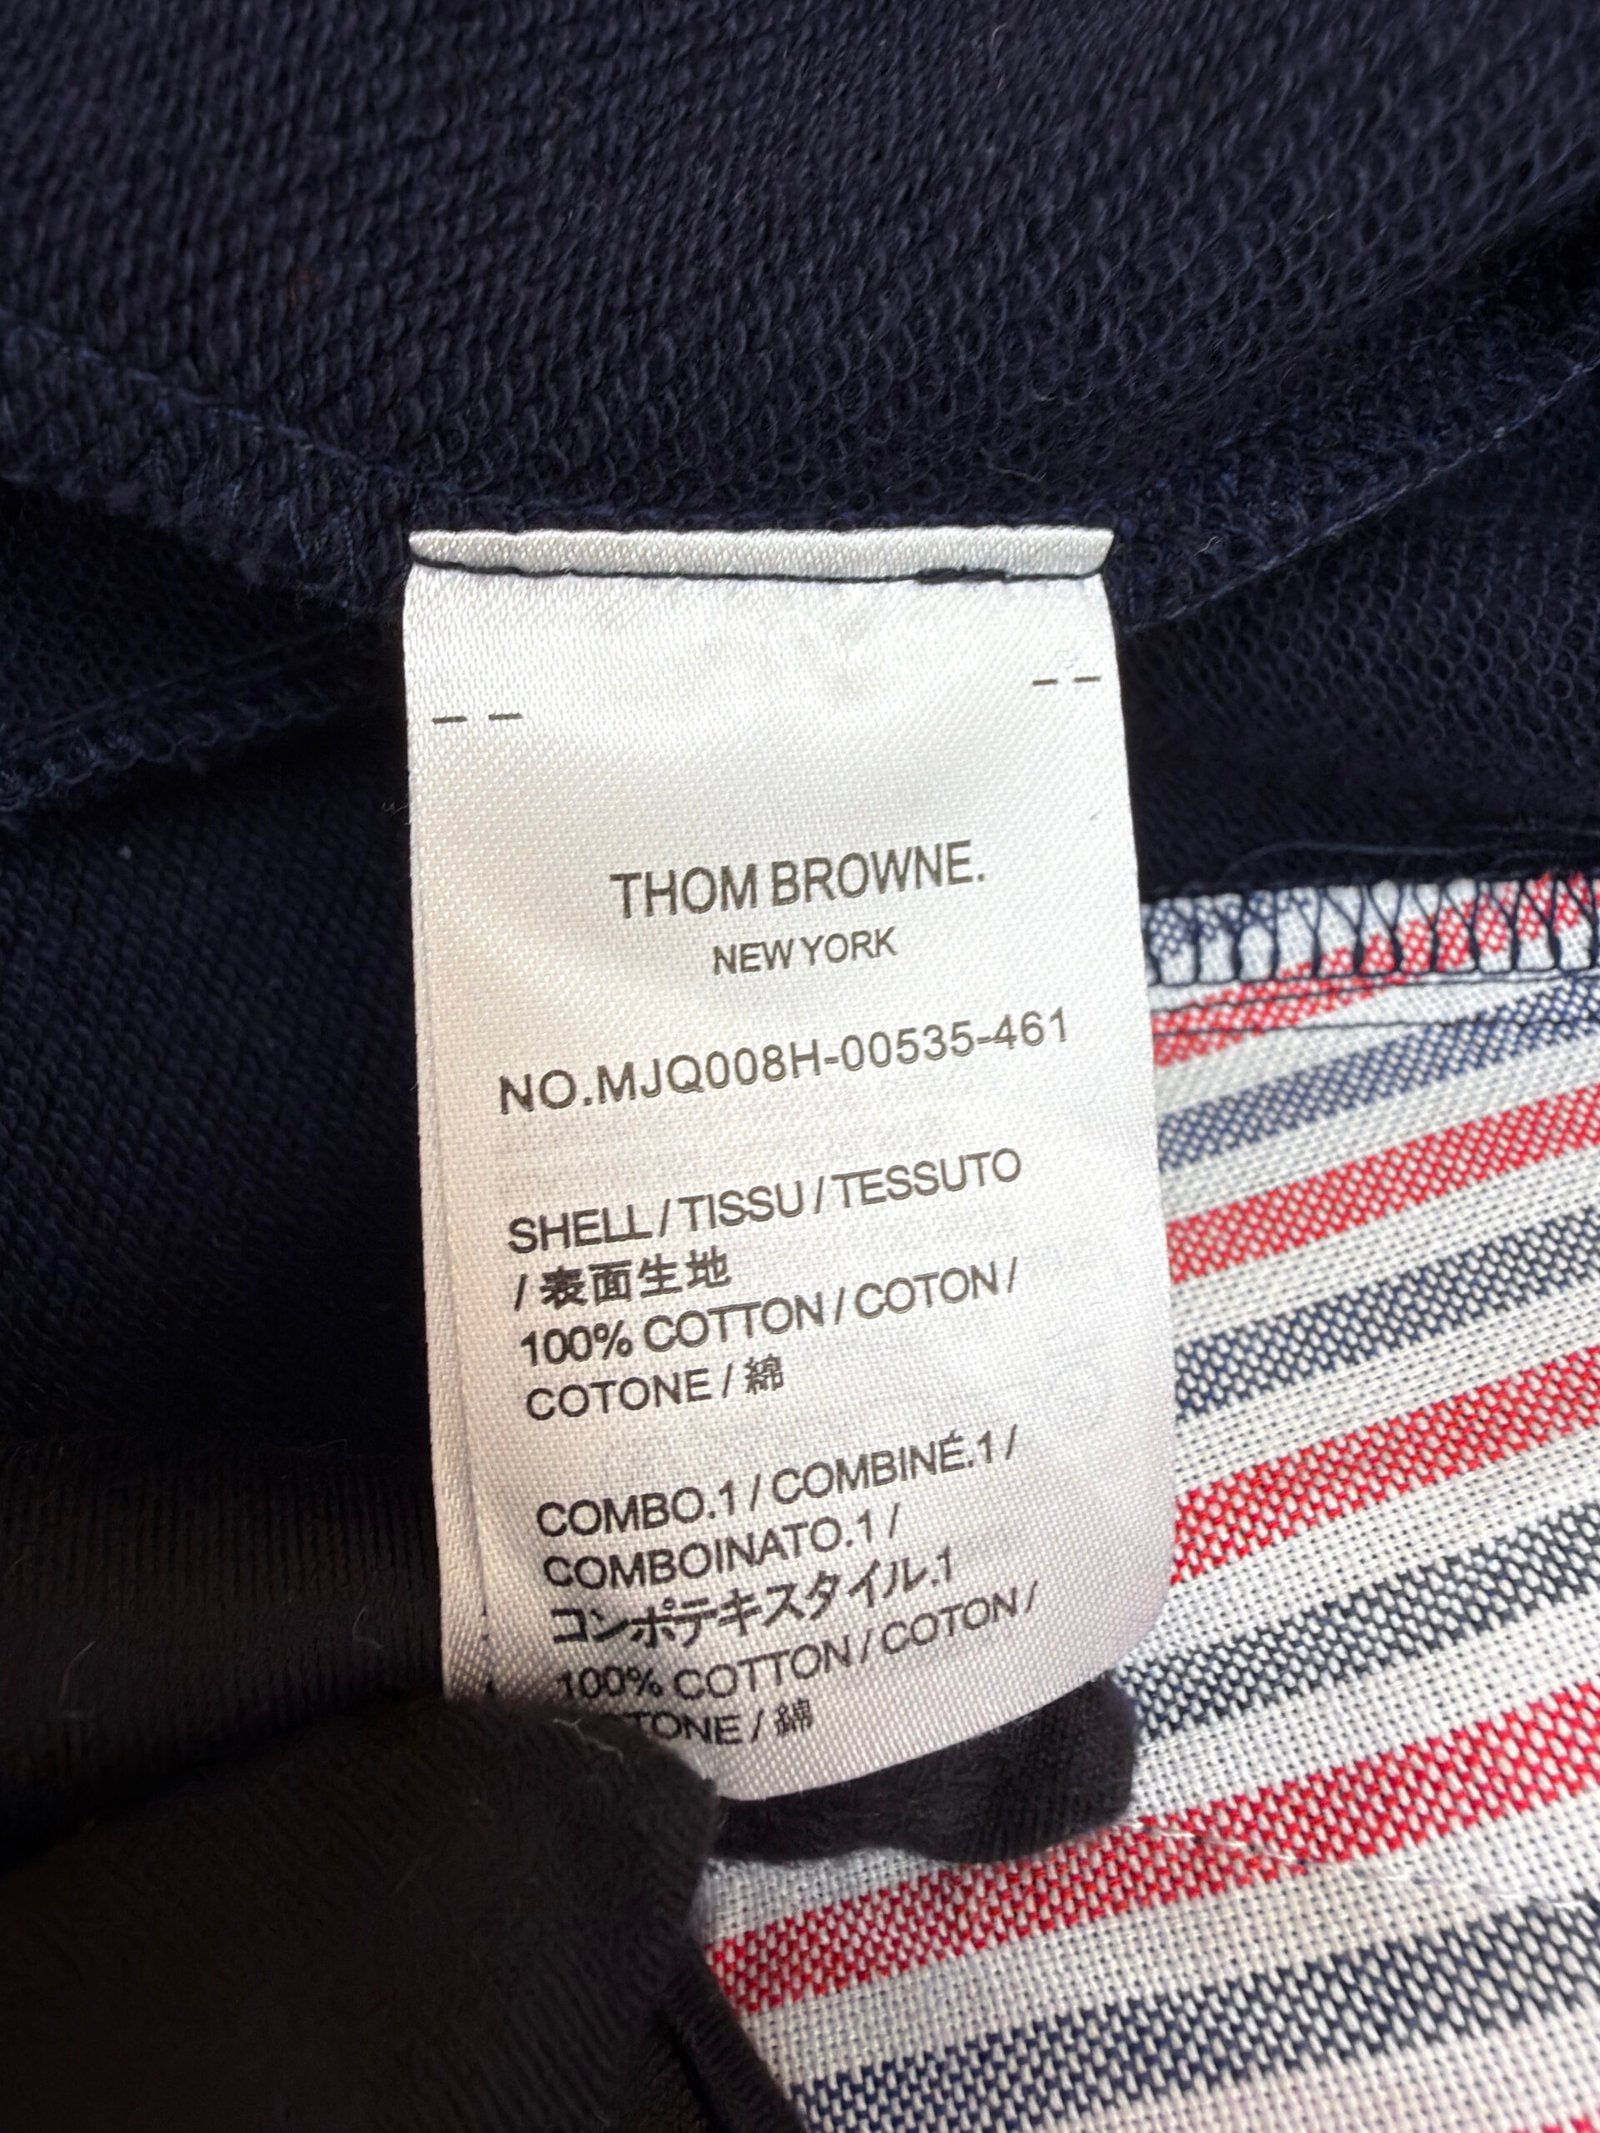 THOM BROWNE.
NEW YORK
NO.MJQ008H-00535-461
SHELL / TISSU / TESSUTO
/ 表面生地
100% COTTON / COTON /
COTONE / 綿
COMBO.1 / COMBINÉ.1 /
COMBOINATO.1 /
コンポテキスタイル.1
100% COTTON / COTON /
/ 綿